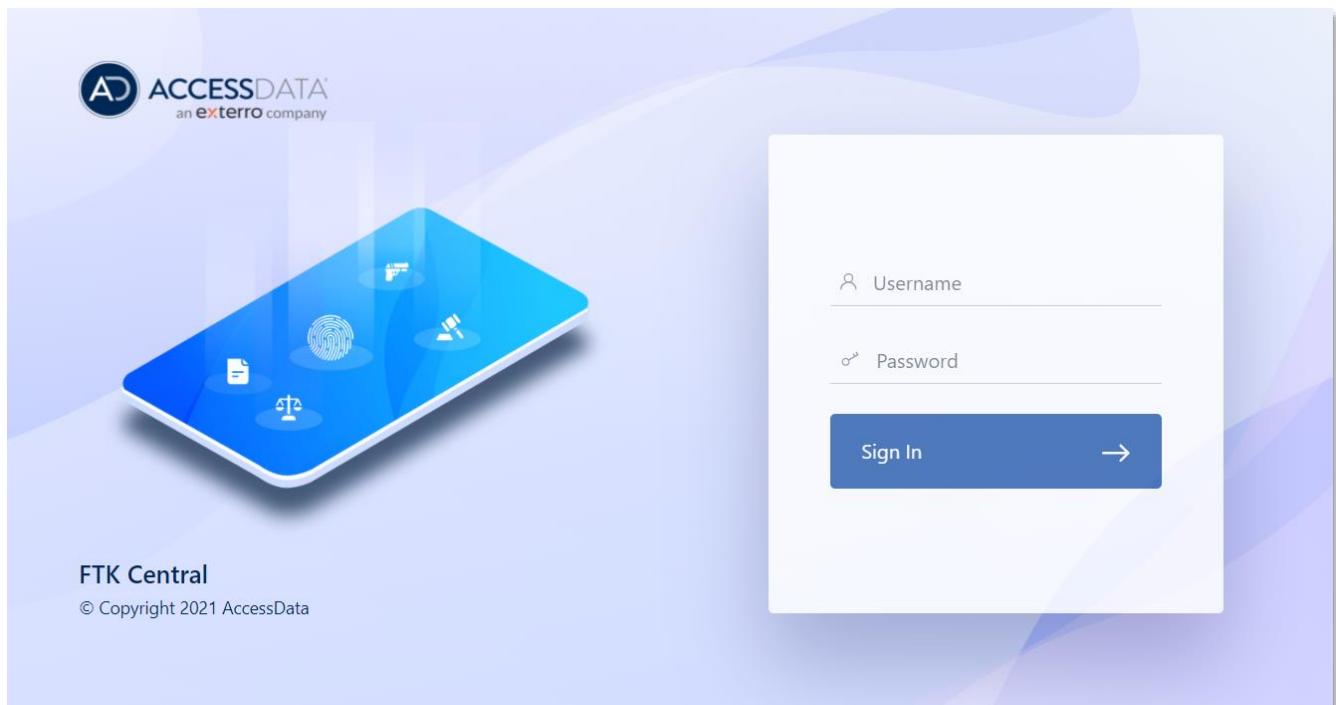 ACCESSDATA
an exterro company
Username
Password
Sign In
FTK Central
© Copyright 2021 AccessData